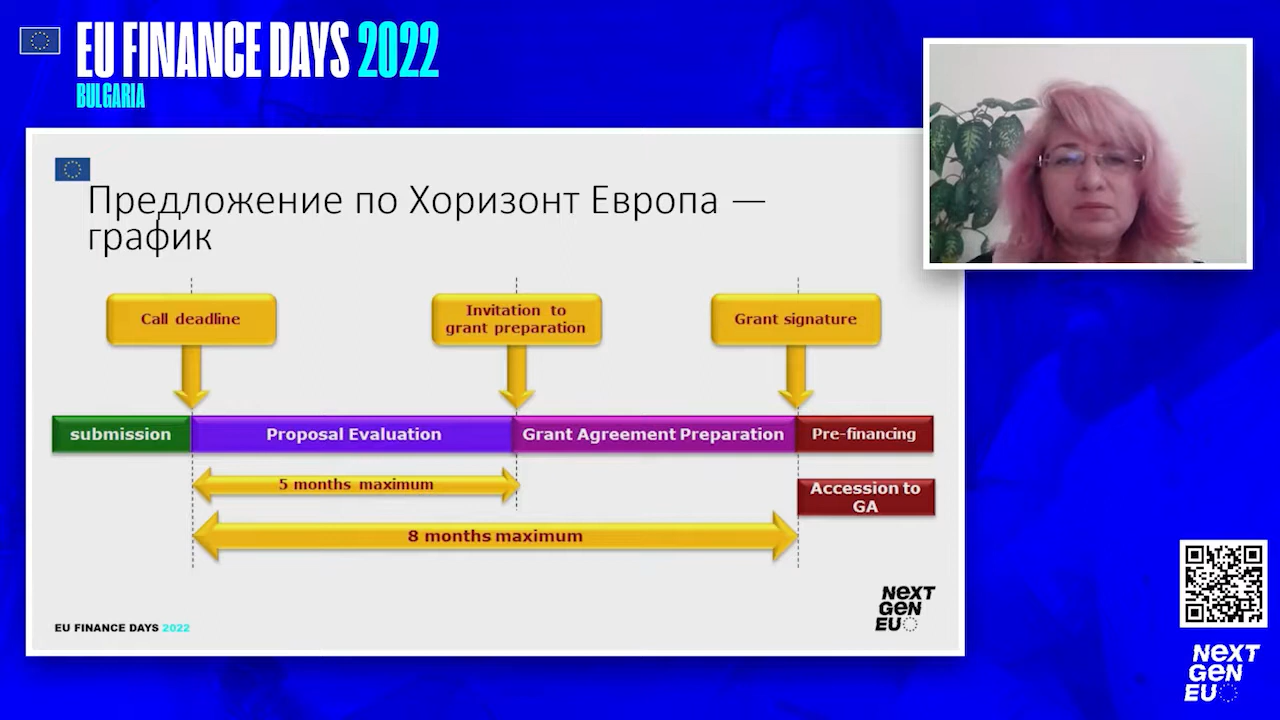 EU FINANCE DAYS 2022
BULGARIA
Предложение по Хоризонт Европа —
график
Call deadline
Invitation to
grant preparation
Grant signature
submission
Proposal Evaluation
Grant Agreement Preparation
Pre-financing
5 months maximum
Accession to
GA
8 months maximum
EU FINANCE DAYS 2022
NEXT
GEN
EU
NEXT
GEN
EU